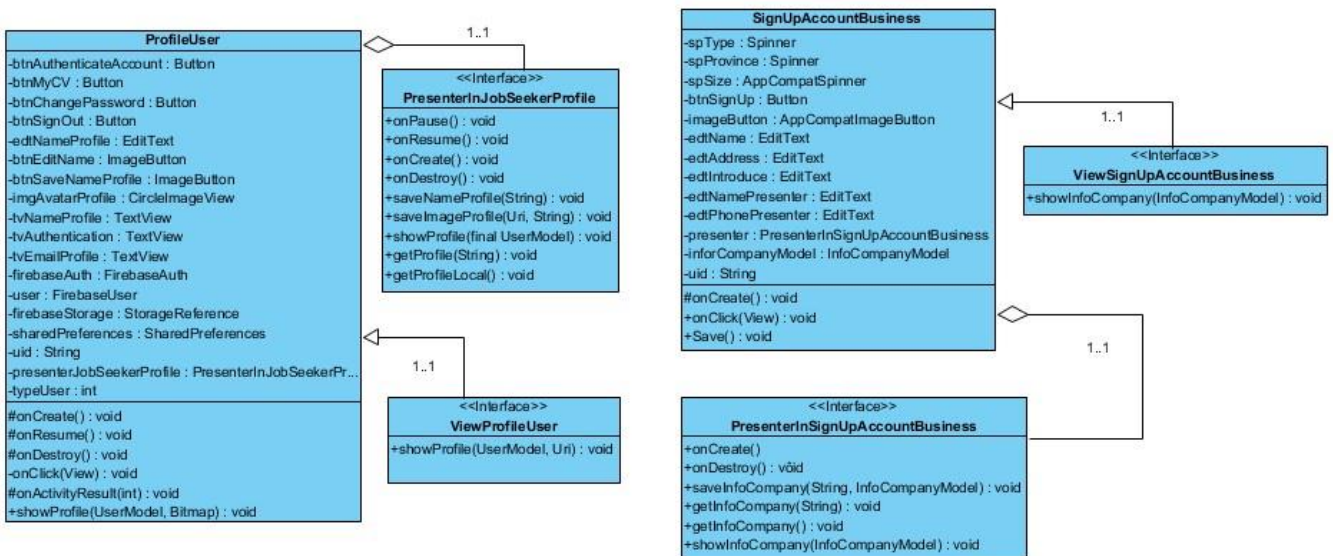 ProfileUser
-btnAuthenticateAccount : Button
-btnMyCV : Button
-btnChangePassword : Button
-btnSignOut : Button
-edtNameProfile : EditText
-btnEditName : ImageButton
-btnSaveNameProfile : ImageButton
-imgAvatarProfile : CircleImageView
-tvNameProfile : TextView
-tvAuthentication : TextView
-tvEmailProfile : TextView
-firebaseAuth : FirebaseAuth
-user : FirebaseUser
-firebaseStorage : StorageReference
-sharedPreferences : SharedPreferences
-uid : String
-presenterJobSeekerProfile : PresenterInJobSeekerPr...
-typeUser : int
#onCreate() : void
#onResume() : void
#onDestroy() : void
-onClick(View) : void
#onActivityResult(int) : void
+showProfile(UserModel, Bitmap) : void
1..1
<<Interface>>
PresenterInJobSeekerProfile
+onPause() : void
+onResume() : void
+onCreate() : void
+onDestroy() : void
+saveNameProfile(String) : void
+saveImageProfile(Uri, String) : void
+showProfile(final UserModel) : void
+getProfile(String) : void
+getProfileLocal() : void
1..1
<<Interface>>
ViewProfileUser
+showProfile(UserModel, Uri) : void
SignUpAccountBusiness
-spType : Spinner
-spProvince : Spinner
-spSize : AppCompatSpinner
-btnSignUp : Button
-imageButton : AppCompatImageButton
-edtName : EditText
-edtAddress : EditText
-edtIntroduce : EditText
-edtNamePresenter : EditText
-edtPhonePresenter : EditText
-presenter : PresenterInSignUpAccountBusiness
-inforCompanyModel : InfoCompanyModel
-uid : String
#onCreate() : void
+onClick(View) : void
+Save() : void
1..1
<<Interface>>
ViewSignUpAccountBusiness
+showInfoCompany(InfoCompanyModel) : void
1..1
<<Interface>>
PresenterInSignUpAccountBusiness
+onCreate()
+onDestroy() : vôid
+saveInfoCompany(String, InfoCompanyModel) : void
+getInfoCompany(String) : void
+getInfoCompany() : void
+showInfoCompany(InfoCompanyModel) : void